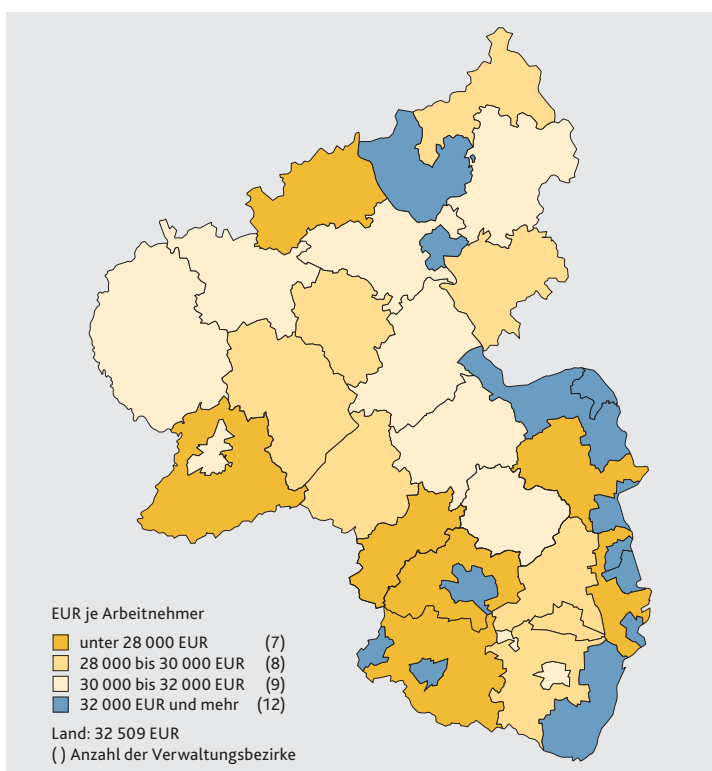 EUR je Arbeitnehmer
unter 28 000 EUR (7)
28 000 bis 30 000 EUR (8)
30 000 bis 32 000 EUR (9)
32 000 EUR und mehr (12)
Land: 32 509 EUR
( ) Anzahl der Verwaltungsbezirke